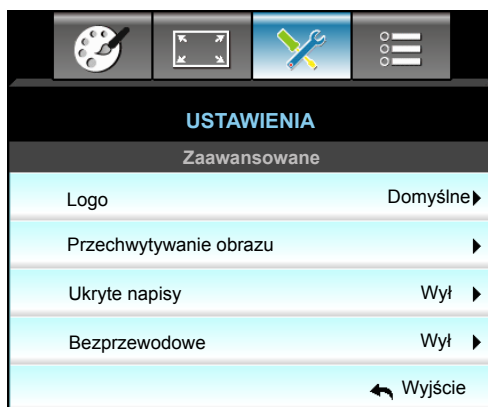 USTAWIENIA
Zaawansowane
Logo Domyślne
Przechwytywanie obrazu
Ukryte napisy Wył
Bezprzewodowe Wył
Wyjście